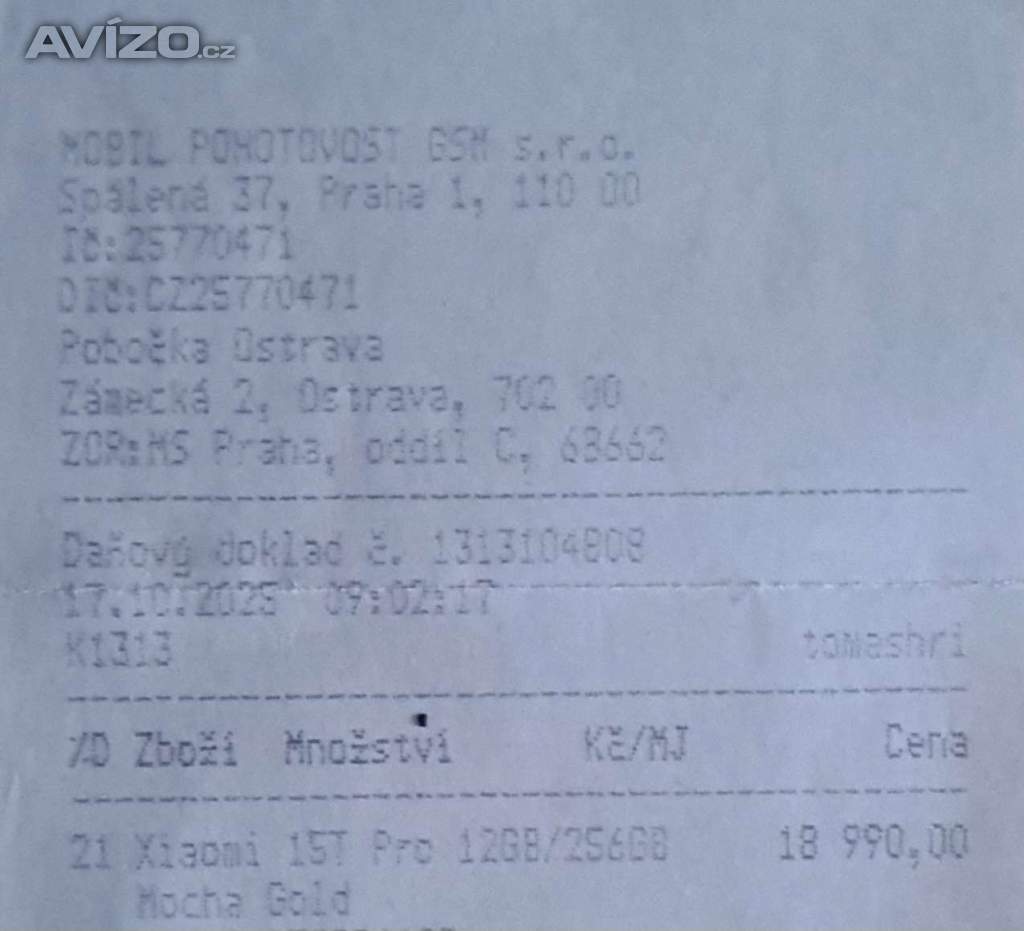 AVÍZO.cz
MOBIL POHOTOVOST GSM s.r.o.
Spálená 37, Praha 1, 110 00
IČ:25770471
DIČ:CZ25770471
Pobočka Ostrava
Zámecká 2, Ostrava, 702 00
ZOR:MS Praha, oddíl C, 68662
Daňový doklad č. 1313104808
17.10.2025 09:02:17
K1313 tomashri
%D Zboží Množství Kč/MJ Cena
21 Xiaomi 15T Pro 12GB/256GB 18 990,00
Mocha Gold